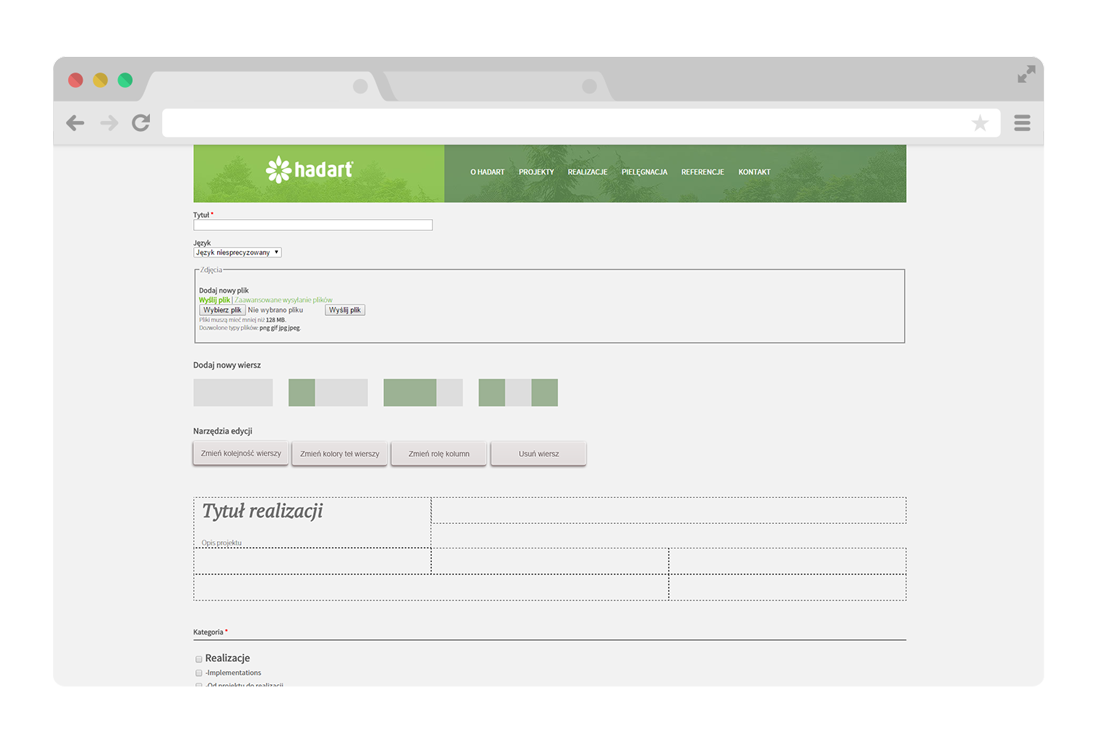 hadart
O HADART PROJEKTY REALIZACJE PIELĘGNACJA REFERENCJE KONTAKT
Tytuł *
Język
Język niesprecyzowany
Zdjęcia
Dodaj nowy plik
Wyślij plik | Zaawansowane wysyłanie plików
Wybierz plik Nie wybrano pliku Wyślij plik
Pliki muszą mieć mniej niż 128 MB.
Dozwolone typy plików: png gif jpg jpeg.
Dodaj nowy wiersz
Narzędzia edycji
Zmień kolejność wierszy Zmień kolory teł wierszy Zmień rolę kolumn Usuń wiersz
Tytuł realizacji
Opis projektu
Kategoria *
Realizacje
-Implementations
-Od projektu do realizacji